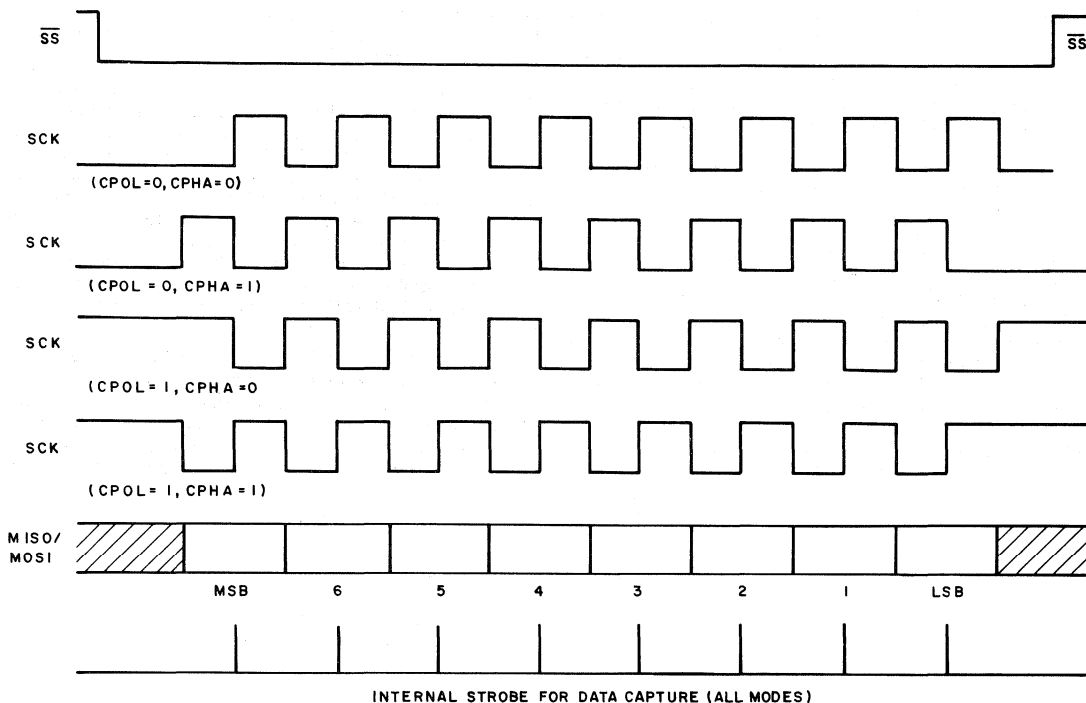 SS
SS
SCK
(CPOL=0, CPHA=0)
SCK
(CPOL = 0, CPHA = 1)
SCK
(CPOL = 1, CPHA =0
SCK
(CPOL = 1, CPHA = 1)
MISO/
MOSI
MSB 6 5 4 3 2 1 LSB
INTERNAL STROBE FOR DATA CAPTURE (ALL MODES)